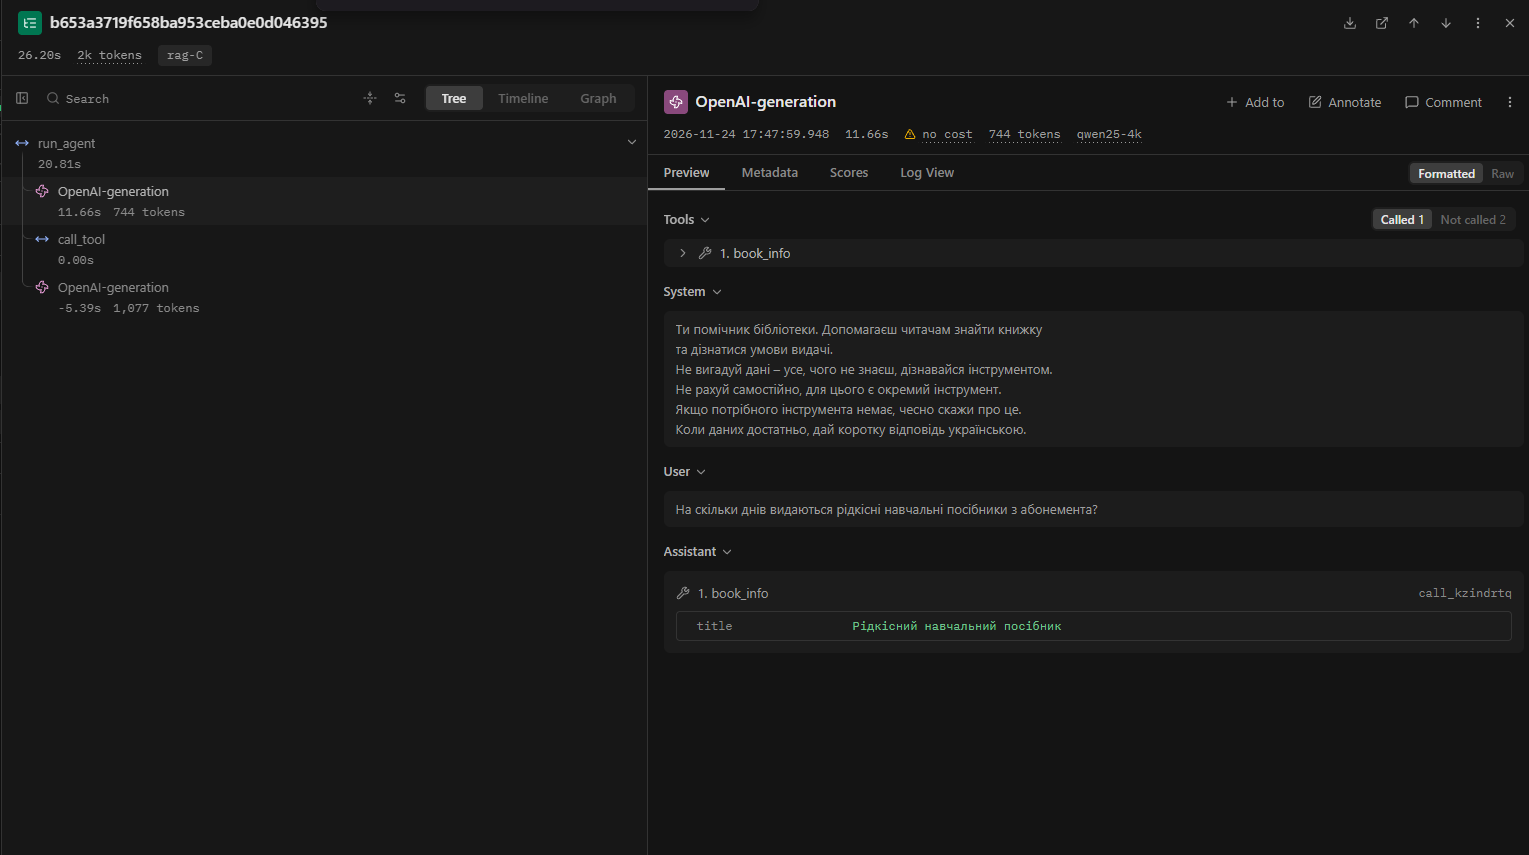 b653a3719f658ba953ceba0e0d046395
26.20s 2k tokens rag-C
Search Tree Timeline Graph
run_agent
20.81s
OpenAI-generation
11.66s 744 tokens
call_tool
0.00s
OpenAI-generation
-5.39s 1,077 tokens
OpenAI-generation Add to Annotate Comment
2026-11-24 17:47:59.948 11.66s no cost 744 tokens qwen25-4k
Preview Metadata Scores Log View Formatted Raw
Tools Called 1 Not called 2
1. book_info
System
Ти помічник бібліотеки. Допомагаєш читачам знайти книжку
та дізнатися умови видачі.
Не вигадуй дані – усе, чого не знаєш, дізнавайся інструментом.
Не рахуй самостійно, для цього є окремий інструмент.
Якщо потрібного інструмента немає, чесно скажи про це.
Коли даних достатньо, дай коротку відповідь українською.
User
На скільки днів видаються рідкісні навчальні посібники з абонемента?
Assistant
1. book_info call_kzindrtq
title Рідкісний навчальний посібник